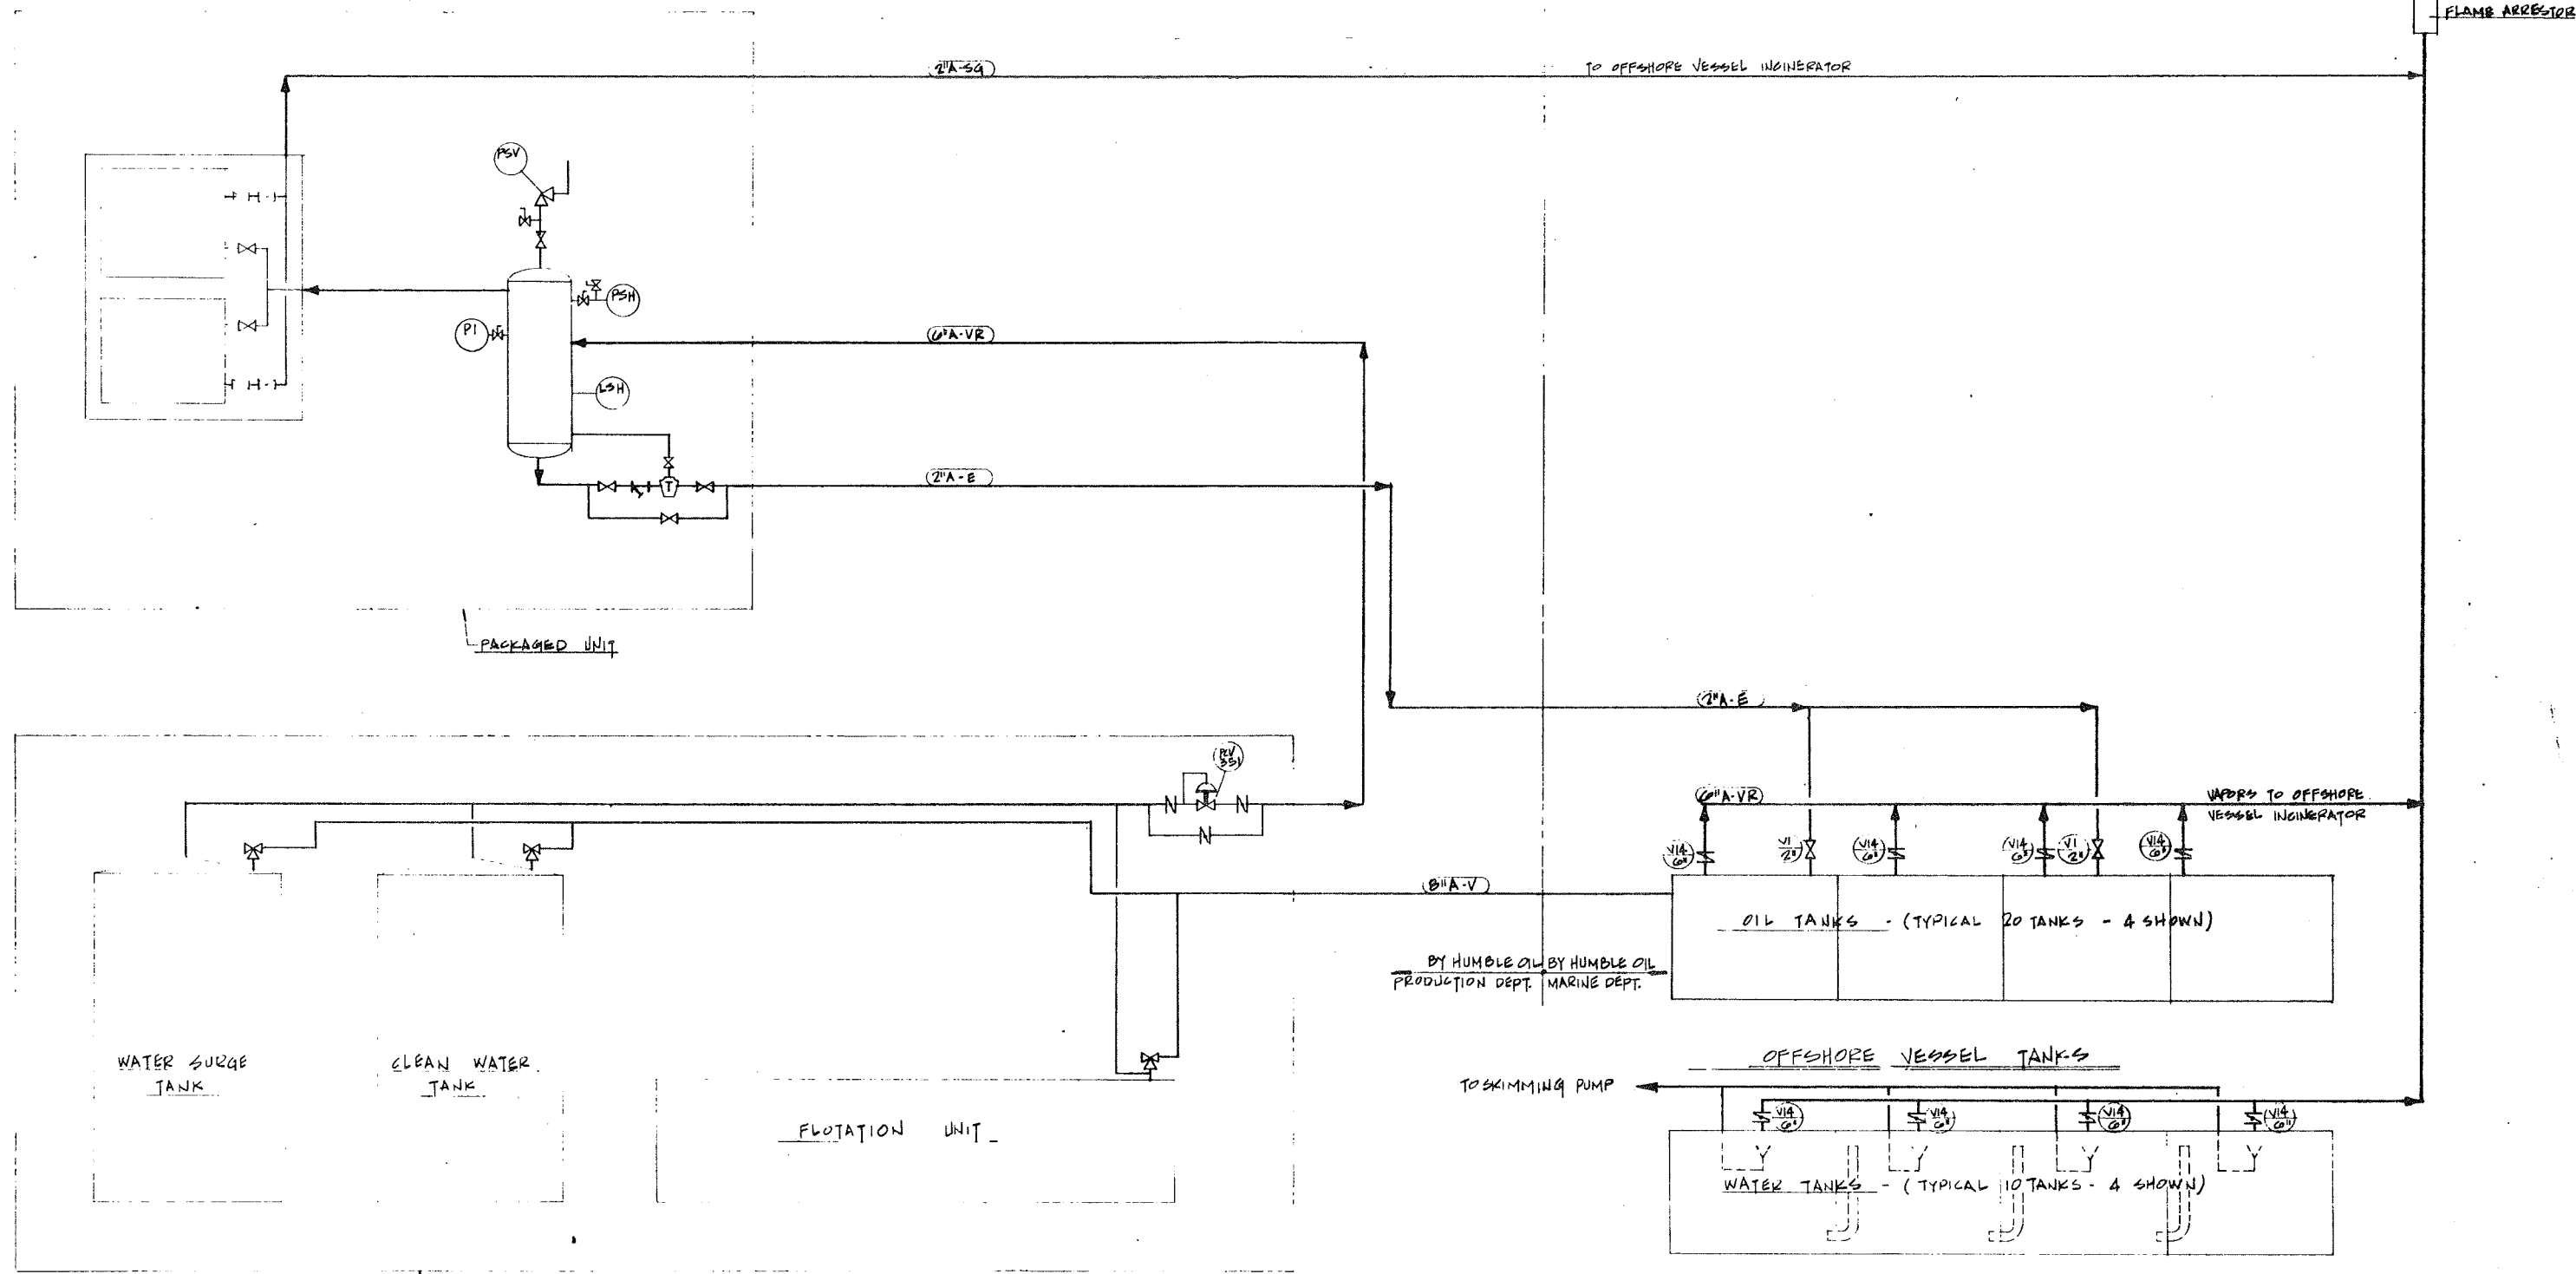 FLAME ARRESTOR
2"A-SG
TO OFFSHORE VESSEL INCINERATOR
PSV
PSH
PI
6"A-VR
LSH
T
2"A-E
PACKAGED UNIT
2"A-E
PCV
351
6"A-VR
VAPORS TO OFFSHORE
VESSEL INCINERATOR
V14
6"
V1
2"
V14
6"
V14
6"
V1
2"
V14
6"
8"A-V
OIL TANKS - (TYPICAL 20 TANKS - 4 SHOWN)
BY HUMBLE OIL
PRODUCTION DEPT.
BY HUMBLE OIL
MARINE DEPT.
WATER SURGE
TANK
CLEAN WATER
TANK
FLOTATION UNIT
OFFSHORE VESSEL TANKS
TO SKIMMING PUMP
V14
6"
V14
6"
V14
6"
V14
6"
WATER TANKS - (TYPICAL 10 TANKS - 4 SHOWN)